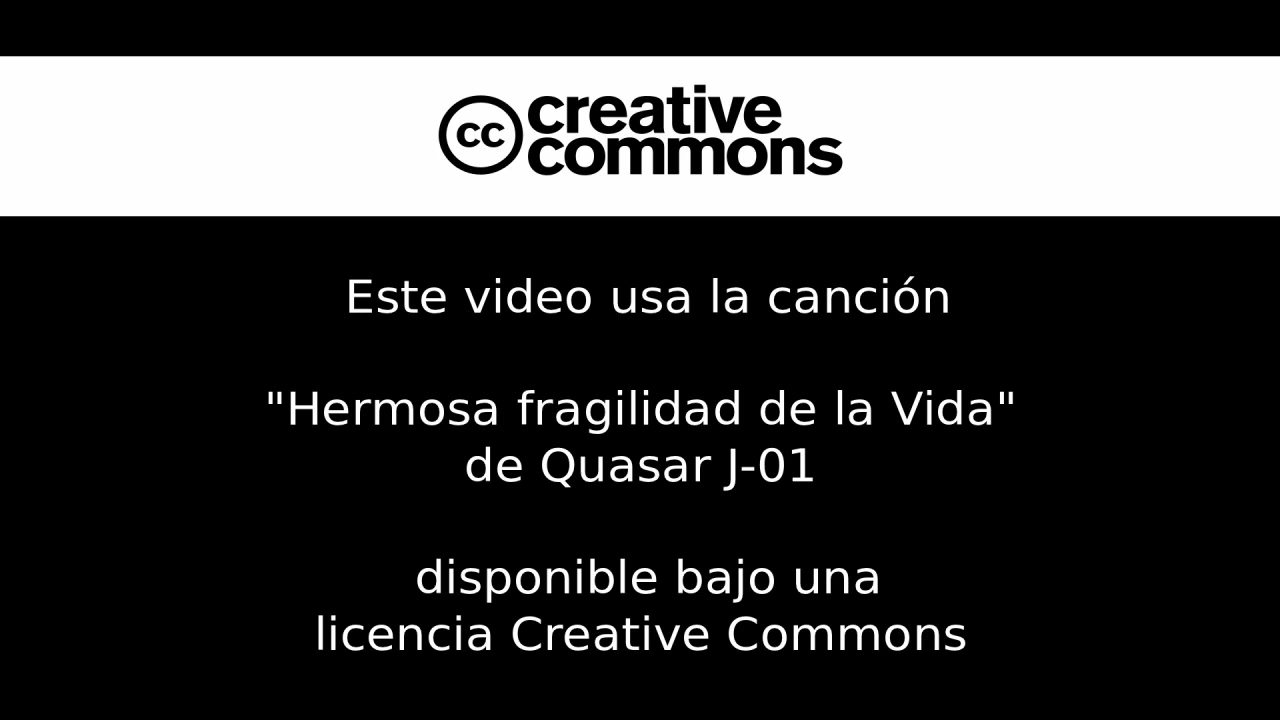 cc creative
commons
Este video usa la canción
"Hermosa fragilidad de la Vida"
de Quasar J-01
disponible bajo una
licencia Creative Commons